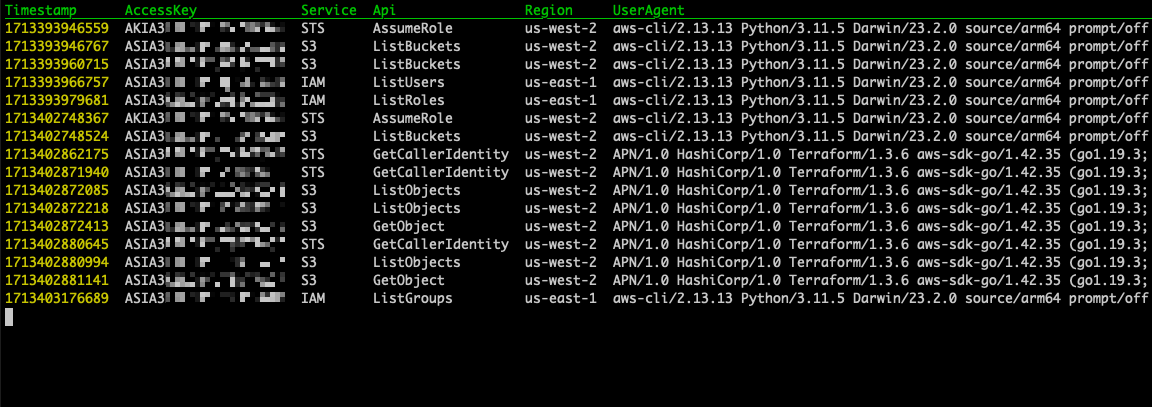 Timestamp AccessKey Service Api Region UserAgent
1713393946559 AKIA3 STS AssumeRole us-west-2 aws-cli/2.13.13 Python/3.11.5 Darwin/23.2.0 source/arm64 prompt/off
1713393946767 ASIA3 S3 ListBuckets us-west-2 aws-cli/2.13.13 Python/3.11.5 Darwin/23.2.0 source/arm64 prompt/off
1713393960715 ASIA3 S3 ListBuckets us-west-2 aws-cli/2.13.13 Python/3.11.5 Darwin/23.2.0 source/arm64 prompt/off
1713393966757 ASIA3 IAM ListUsers us-east-1 aws-cli/2.13.13 Python/3.11.5 Darwin/23.2.0 source/arm64 prompt/off
1713393979681 ASIA3 IAM ListRoles us-east-1 aws-cli/2.13.13 Python/3.11.5 Darwin/23.2.0 source/arm64 prompt/off
1713402748367 AKIA3 STS AssumeRole us-west-2 aws-cli/2.13.13 Python/3.11.5 Darwin/23.2.0 source/arm64 prompt/off
1713402748524 ASIA3 S3 ListBuckets us-west-2 aws-cli/2.13.13 Python/3.11.5 Darwin/23.2.0 source/arm64 prompt/off
1713402862175 ASIA3 STS GetCallerIdentity us-west-2 APN/1.0 HashiCorp/1.0 Terraform/1.3.6 aws-sdk-go/1.42.35 (go1.19.3;
1713402871940 ASIA3 STS GetCallerIdentity us-west-2 APN/1.0 HashiCorp/1.0 Terraform/1.3.6 aws-sdk-go/1.42.35 (go1.19.3;
1713402872085 ASIA3 S3 ListObjects us-west-2 APN/1.0 HashiCorp/1.0 Terraform/1.3.6 aws-sdk-go/1.42.35 (go1.19.3;
1713402872218 ASIA3 S3 ListObjects us-west-2 APN/1.0 HashiCorp/1.0 Terraform/1.3.6 aws-sdk-go/1.42.35 (go1.19.3;
1713402872413 ASIA3 S3 GetObject us-west-2 APN/1.0 HashiCorp/1.0 Terraform/1.3.6 aws-sdk-go/1.42.35 (go1.19.3;
1713402880645 ASIA3 STS GetCallerIdentity us-west-2 APN/1.0 HashiCorp/1.0 Terraform/1.3.6 aws-sdk-go/1.42.35 (go1.19.3;
1713402880994 ASIA3 S3 ListObjects us-west-2 APN/1.0 HashiCorp/1.0 Terraform/1.3.6 aws-sdk-go/1.42.35 (go1.19.3;
1713402881141 ASIA3 S3 GetObject us-west-2 APN/1.0 HashiCorp/1.0 Terraform/1.3.6 aws-sdk-go/1.42.35 (go1.19.3;
1713403176689 ASIA3 IAM ListGroups us-east-1 aws-cli/2.13.13 Python/3.11.5 Darwin/23.2.0 source/arm64 prompt/off